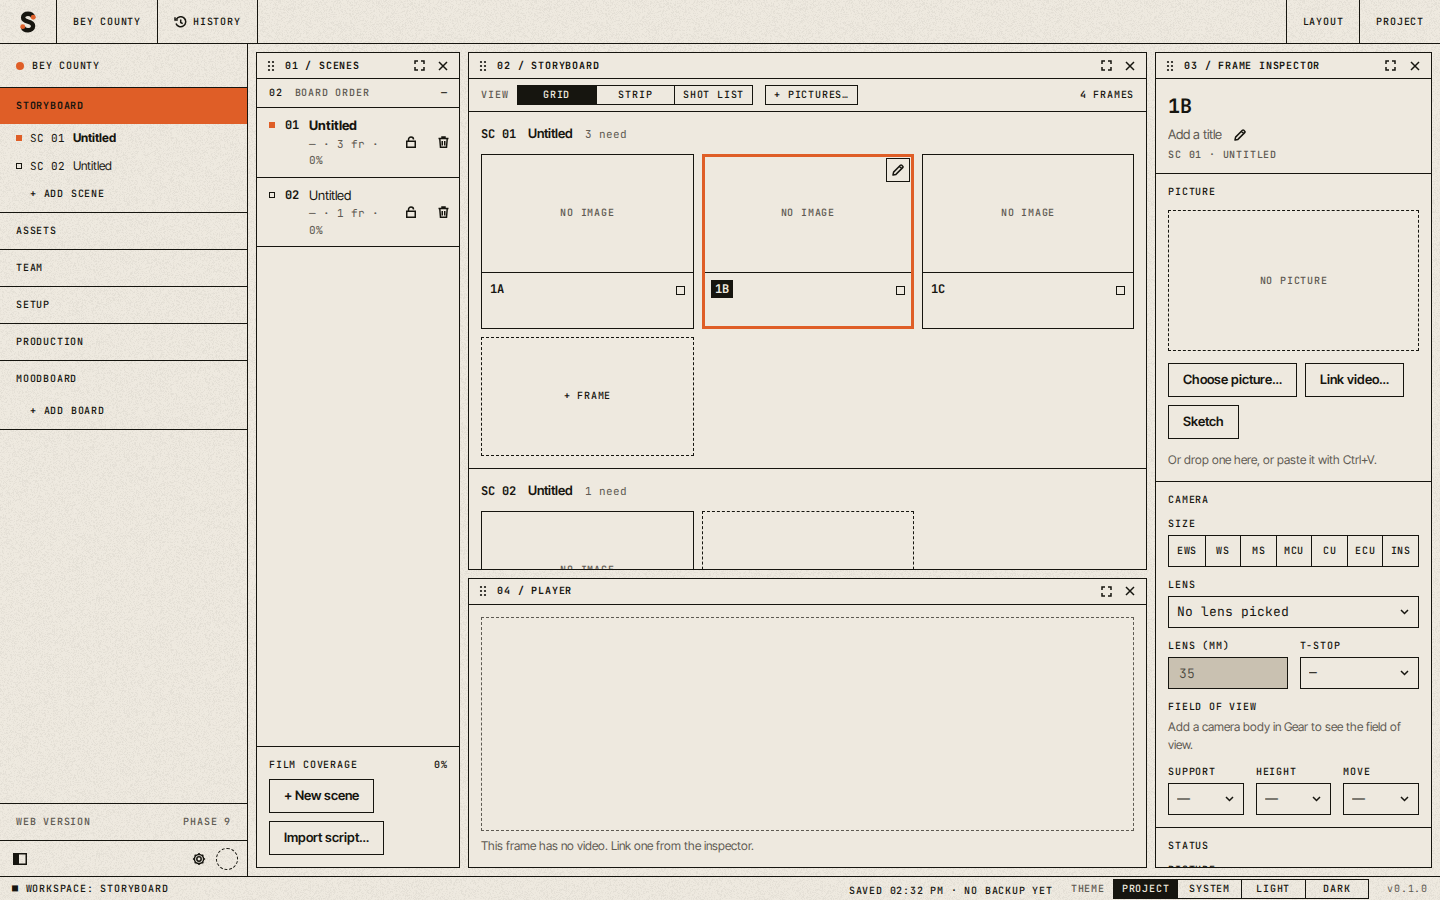 S
BEY COUNTY
HISTORY
LAYOUT
PROJECT
BEY COUNTY
STORYBOARD
SC 01 Untitled
SC 02 Untitled
+ ADD SCENE
ASSETS
TEAM
SETUP
PRODUCTION
MOODBOARD
+ ADD BOARD
WEB VERSION PHASE 9
01 / SCENES
02 BOARD ORDER —
01 Untitled
— · 3 fr ·
0%
02 Untitled
— · 1 fr ·
0%
FILM COVERAGE 0%
+ New scene
Import script...
02 / STORYBOARD
VIEW GRID STRIP SHOT LIST + PICTURES… 4 FRAMES
SC 01 Untitled 3 need
NO IMAGE NO IMAGE NO IMAGE
1A 1B 1C
+ FRAME
SC 02 Untitled 1 need
NO IMAGE
04 / PLAYER
This frame has no video. Link one from the inspector.
03 / FRAME INSPECTOR
1B
Add a title
SC 01 · UNTITLED
PICTURE
NO PICTURE
Choose picture... Link video...
Sketch
Or drop one here, or paste it with Ctrl+V.
CAMERA
SIZE
EWS WS MS MCU CU ECU INS
LENS
No lens picked
LENS (MM) T-STOP
35 —
FIELD OF VIEW
Add a camera body in Gear to see the field of
view.
SUPPORT HEIGHT MOVE
— — —
STATUS
WORKSPACE: STORYBOARD
SAVED 02:32 PM · NO BACKUP YET THEME PROJECT SYSTEM LIGHT DARK v0.1.0